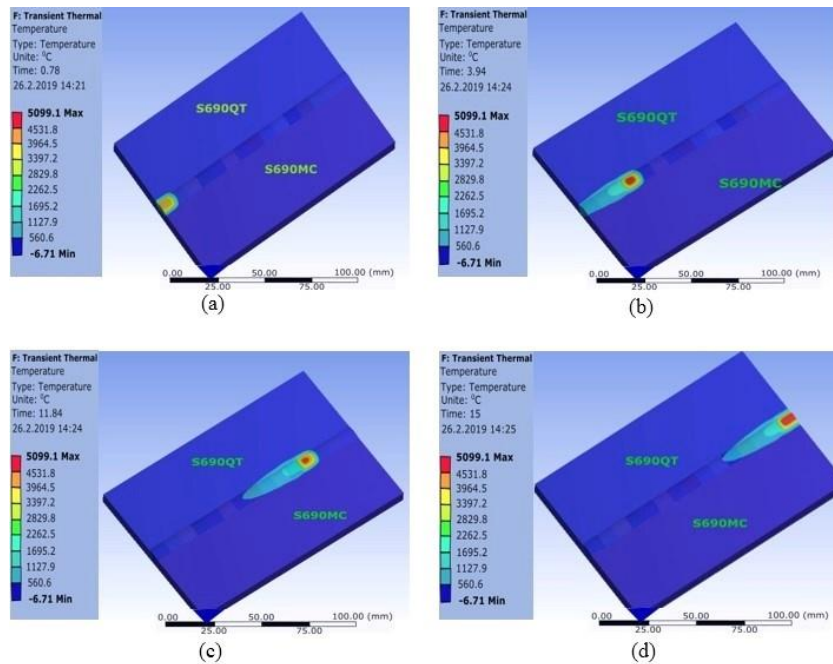 F: Transient Thermal
Temperature
Type: Temperature
Unite: ⁰C
Time: 0.78
26.2.2019 14:21
5099.1 Max
4531.8
3964.5
3397.2
2829.8
2262.5
1695.2
1127.9
560.6
-6.71 Min
S690QT
S690MC
0.00 50.00 100.00 (mm)
25.00 75.00
(a)
F: Transient Thermal
Temperature
Type: Temperature
Unite: ⁰C
Time: 3.94
26.2.2019 14:24
5099.1 Max
4531.8
3964.5
3397.2
2829.8
2262.5
1695.2
1127.9
560.6
-6.71 Min
S690QT
S690MC
0.00 50.00 100.00 (mm)
25.00 75.00
(b)
F: Transient Thermal
Temperature
Type: Temperature
Unite: ⁰C
Time: 11.84
26.2.2019 14:24
5099.1 Max
4531.8
3964.5
3397.2
2829.8
2262.5
1695.2
1127.9
560.6
-6.71 Min
S690QT
S690MC
0.00 50.00 100.00 (mm)
25.00 75.00
(c)
F: Transient Thermal
Temperature
Type: Temperature
Unite: ⁰C
Time: 15
26.2.2019 14:25
5099.1 Max
4531.8
3964.5
3397.2
2829.8
2262.5
1695.2
1127.9
560.6
-6.71 Min
S690QT
S690MC
0.00 50.00 100.00 (mm)
25.00 75.00
(d)